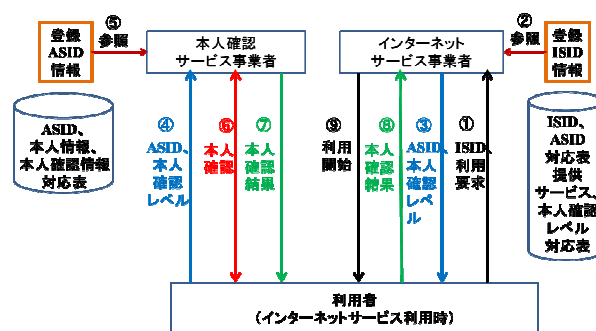 登録
ASID
情報
⑤
参照
本人確認
サービス事業者
インターネット
サービス事業者
②
参照
登録
ISID
情報
ASID、
本人情報、
本人確認情報
対応表
④
ASID、
本人
確認
レベル
⑥
本人
確認
⑦
本人
確認
結果
⑨
利用
開始
⑧
本人
確認
結果
③
ASID、
本人
確認
レベ
ル
①
ISID、
利用
要求
ISID、
ASID
対応表
提供
サービス、
本人確認
レベル
対応表
利用者
（インターネットサービス利用時）